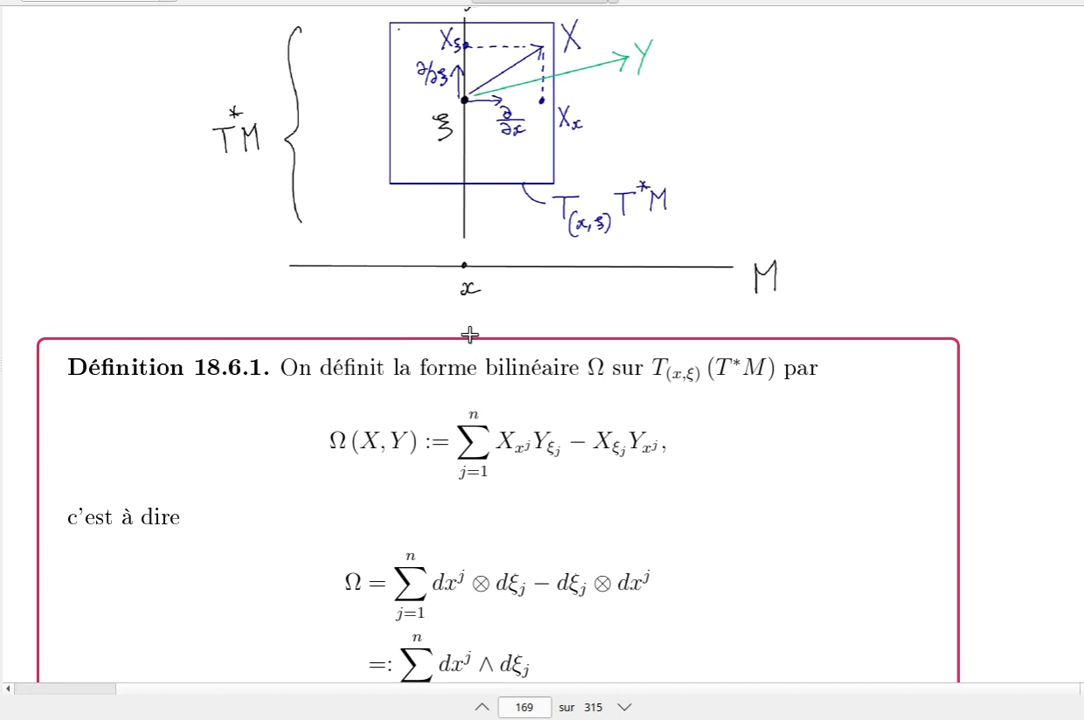 X_ξ X Y
∂/∂ξ
T*M ξ ∂/∂x X_x
T_(x,ξ) T*M
M
x
Définition 18.6.1. On définit la forme bilinéaire Ω sur T_(x,ξ) (T*M) par
Ω (X, Y) := ∑_{j=1}^{n} X_{x^j} Y_{ξ_j} − X_{ξ_j} Y_{x^j},
c'est à dire
Ω = ∑_{j=1}^{n} dx^j ⊗ dξ_j − dξ_j ⊗ dx^j
=: ∑^{n} dx^j ∧ dξ_j
169 sur 315